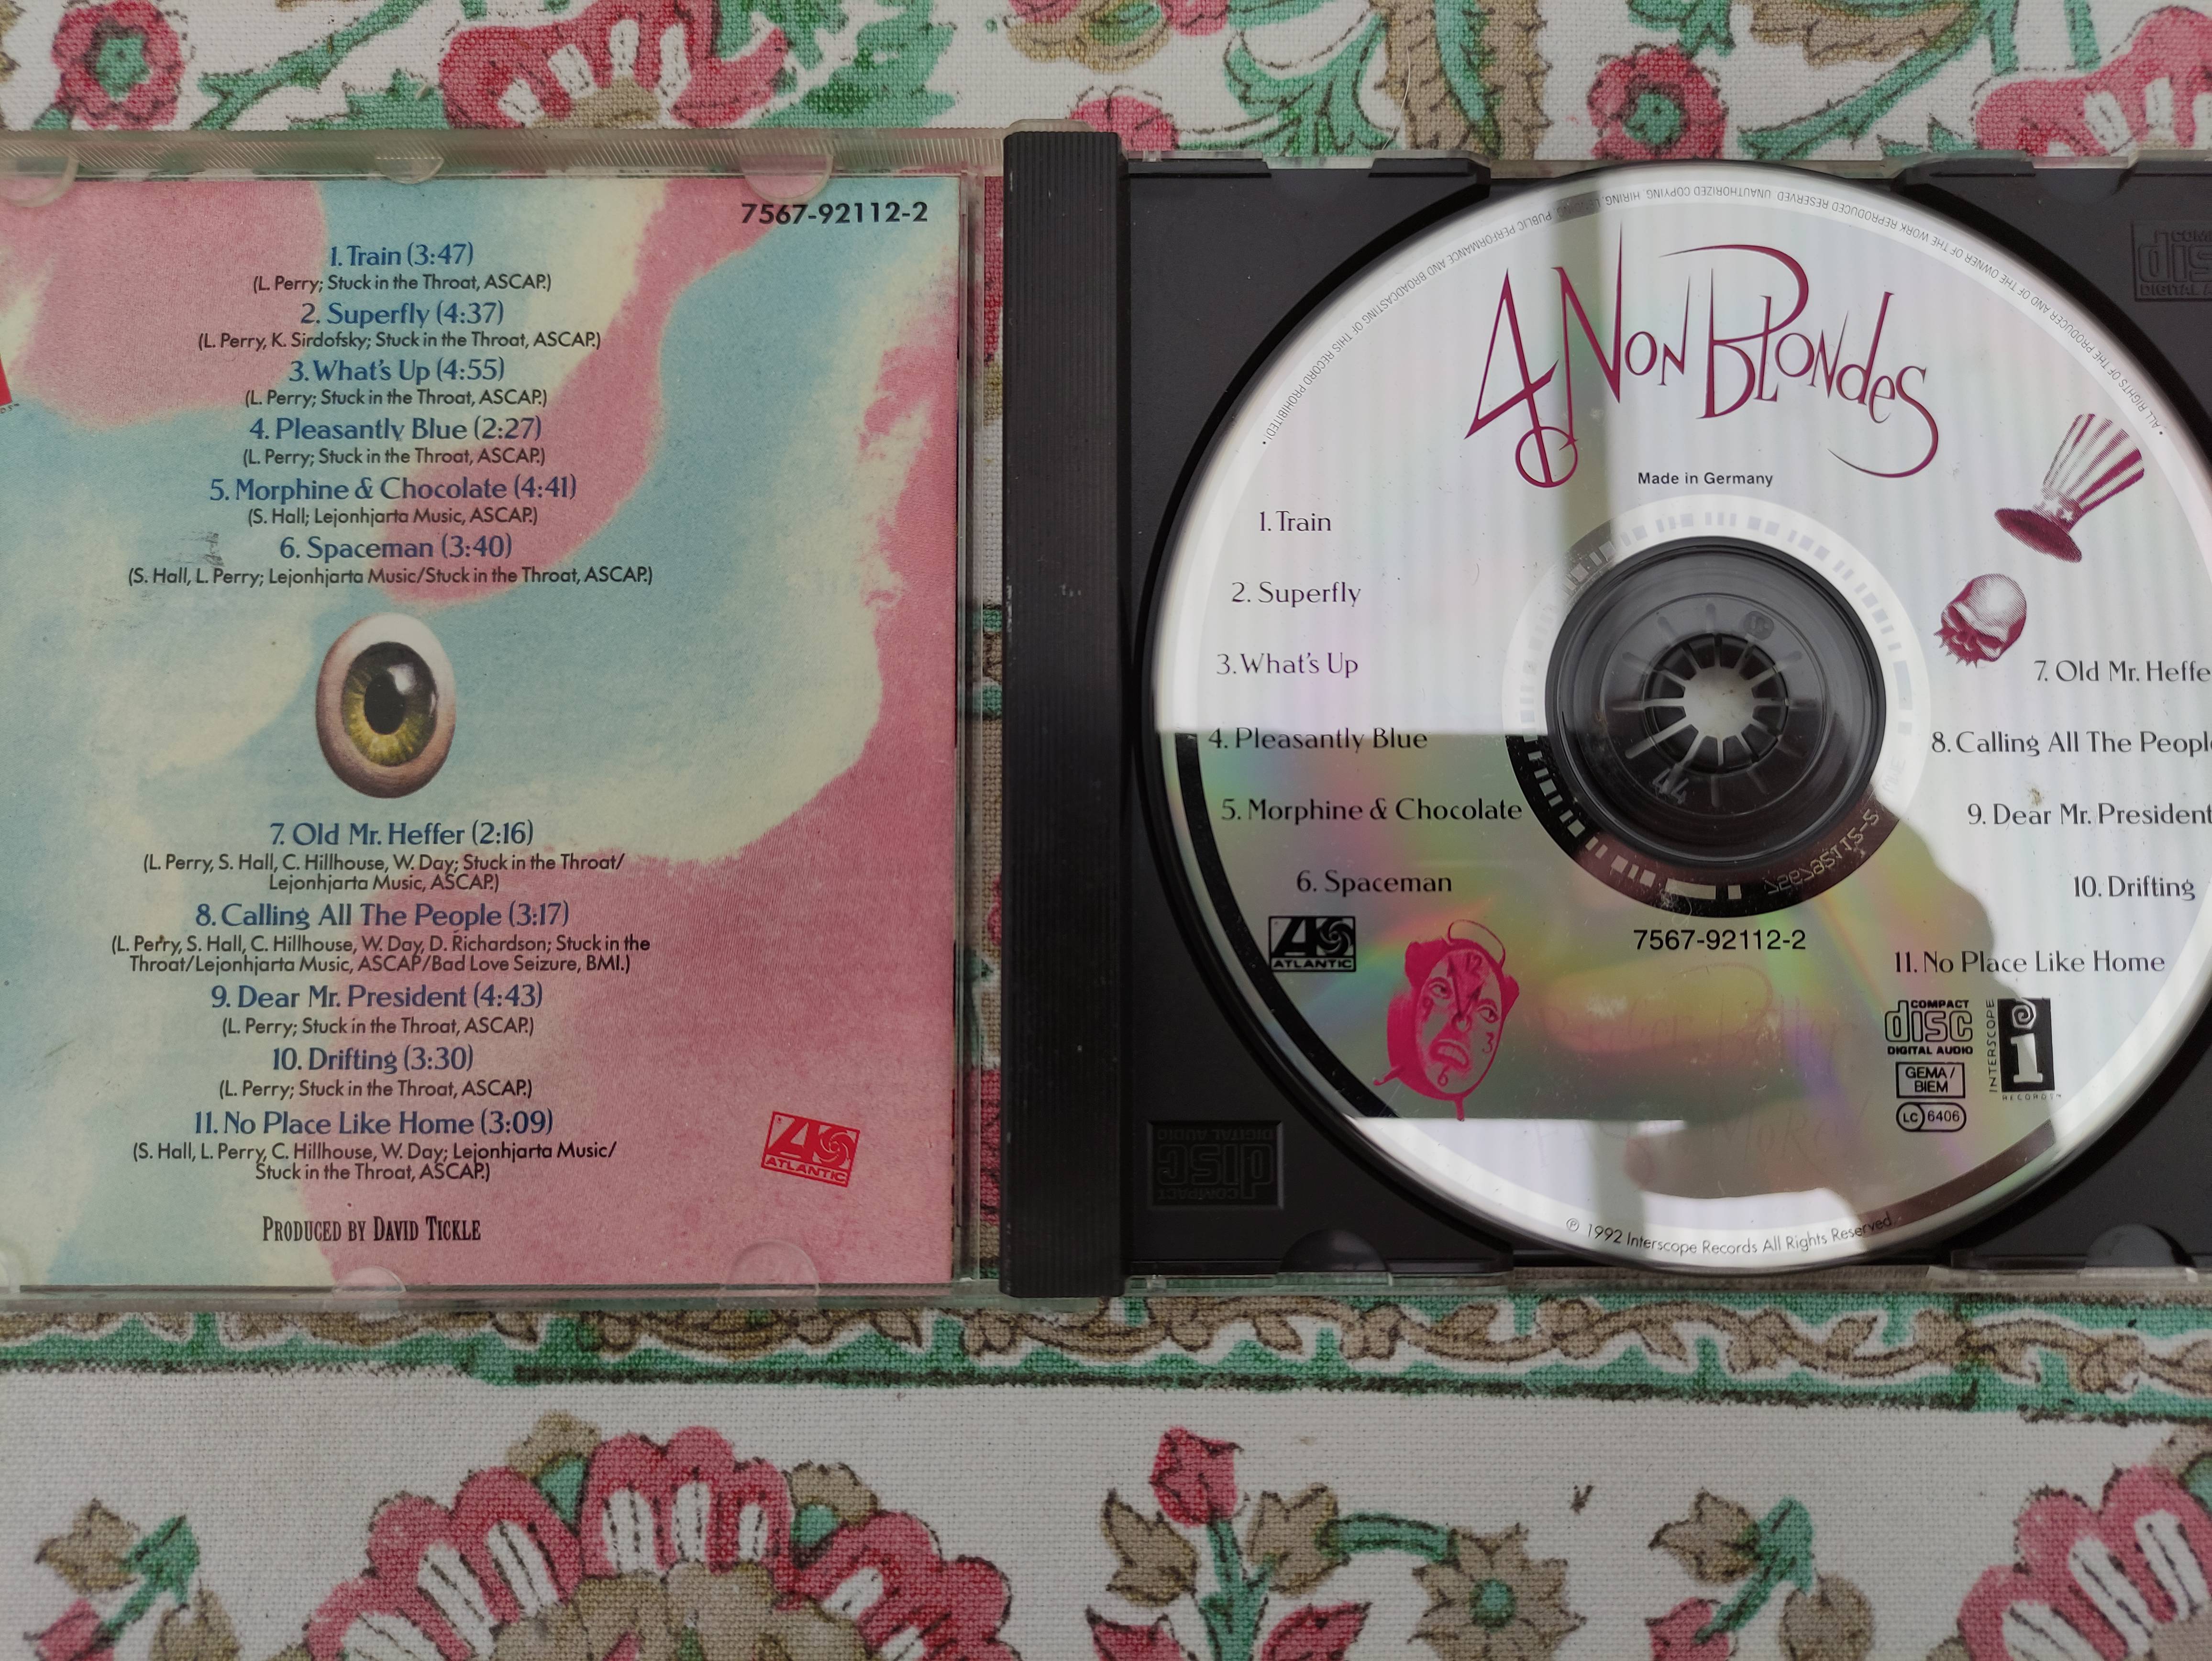 7567-92112-2
1. Train (3:47)
(L. Perry; Stuck in the Throat, ASCAP.)
2. Superfly (4:37)
(L. Perry, K. Sirdofsky; Stuck in the Throat, ASCAP.)
3. What's Up (4:55)
(L. Perry; Stuck in the Throat, ASCAP.)
4. Pleasantly Blue (2:27)
(L. Perry; Stuck in the Throat, ASCAP.)
5. Morphine & Chocolate (4:41)
(S. Hall; Lejonhjarta Music, ASCAP.)
6. Spaceman (3:40)
(S. Hall, L. Perry; Lejonhjarta Music/Stuck in the Throat, ASCAP.)
7. Old Mr. Heffer (2:16)
(L. Perry, S. Hall, C. Hillhouse, W. Day; Stuck in the Throat/
Lejonhjarta Music, ASCAP.)
8. Calling All The People (3:17)
(L. Perry, S. Hall, C. Hillhouse, W. Day, D. Richardson; Stuck in the
Throat/Lejonhjarta Music, ASCAP/Bad Love Seizure, BMI.)
9. Dear Mr. President (4:43)
(L. Perry; Stuck in the Throat, ASCAP.)
10. Drifting (3:30)
(L. Perry; Stuck in the Throat, ASCAP.)
11. No Place Like Home (3:09)
(S. Hall, L. Perry, C. Hillhouse, W. Day; Lejonhjarta Music/
Stuck in the Throat, ASCAP.)
ATLANTIC
PRODUCED BY DAVID TICKLE
• ALL RIGHTS OF THE PRODUCER AND OF THE OWNER OF THE WORK REPRODUCED RESERVED UNAUTHORIZED COPYING, HIRING, PUBLIC PERFORMANCE AND BROADCASTING OF THIS RECORD PROHIBITED! •
4 Non Blondes
Made in Germany
1. Train
2. Superfly
3. What's Up
4. Pleasantly Blue
5. Morphine & Chocolate
6. Spaceman
7. Old Mr. Heffe
8. Calling All The Peopl
9. Dear Mr. President
10. Drifting
11. No Place Like Home
7567-92112-2
ATLANTIC
12
3
6
COMPACT
disc
DIGITAL AUDIO
GEMA/
BIEM
LC 6406
INTERSCOPE
RECORDS
℗ 1992 Interscope Records All Rights Reserved
44
COMPACT
disc
DIGITAL AUDIO